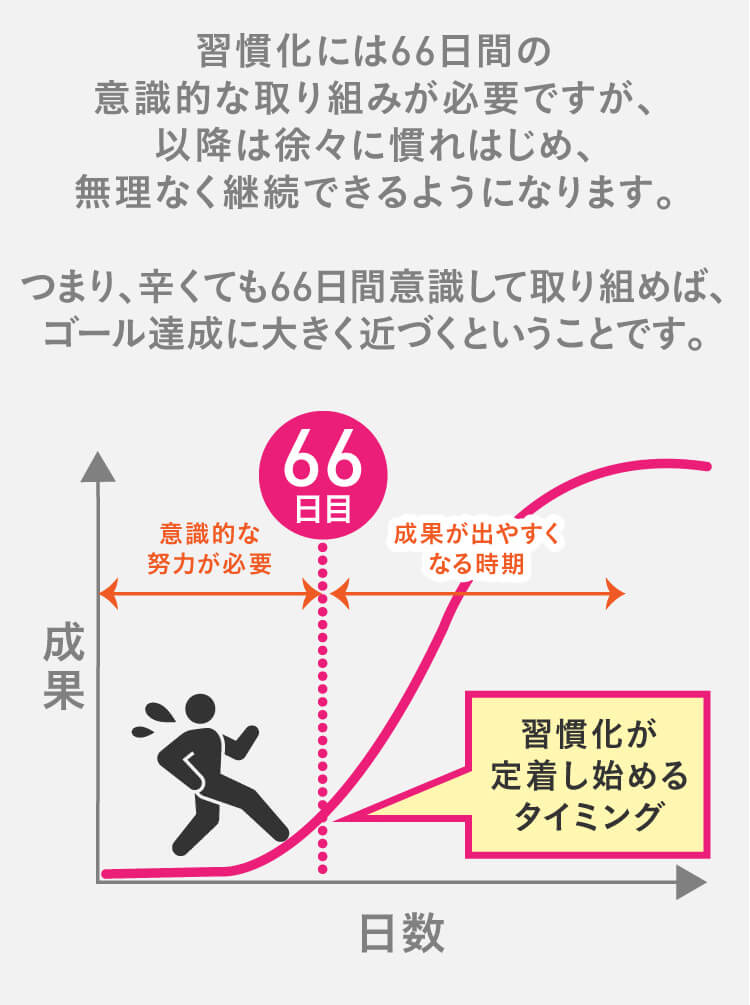 習慣化には66日間の
意識的な取り組みが必要ですが、
以降は徐々に慣れはじめ、
無理なく継続できるようになります。
つまり、辛くても66日間意識して取り組めば、
ゴール達成に大きく近づくということです。
66
日目
意識的な
努力が必要
成果が出やすく
なる時期
成果
習慣化が
定着し始める
タイミング
日数